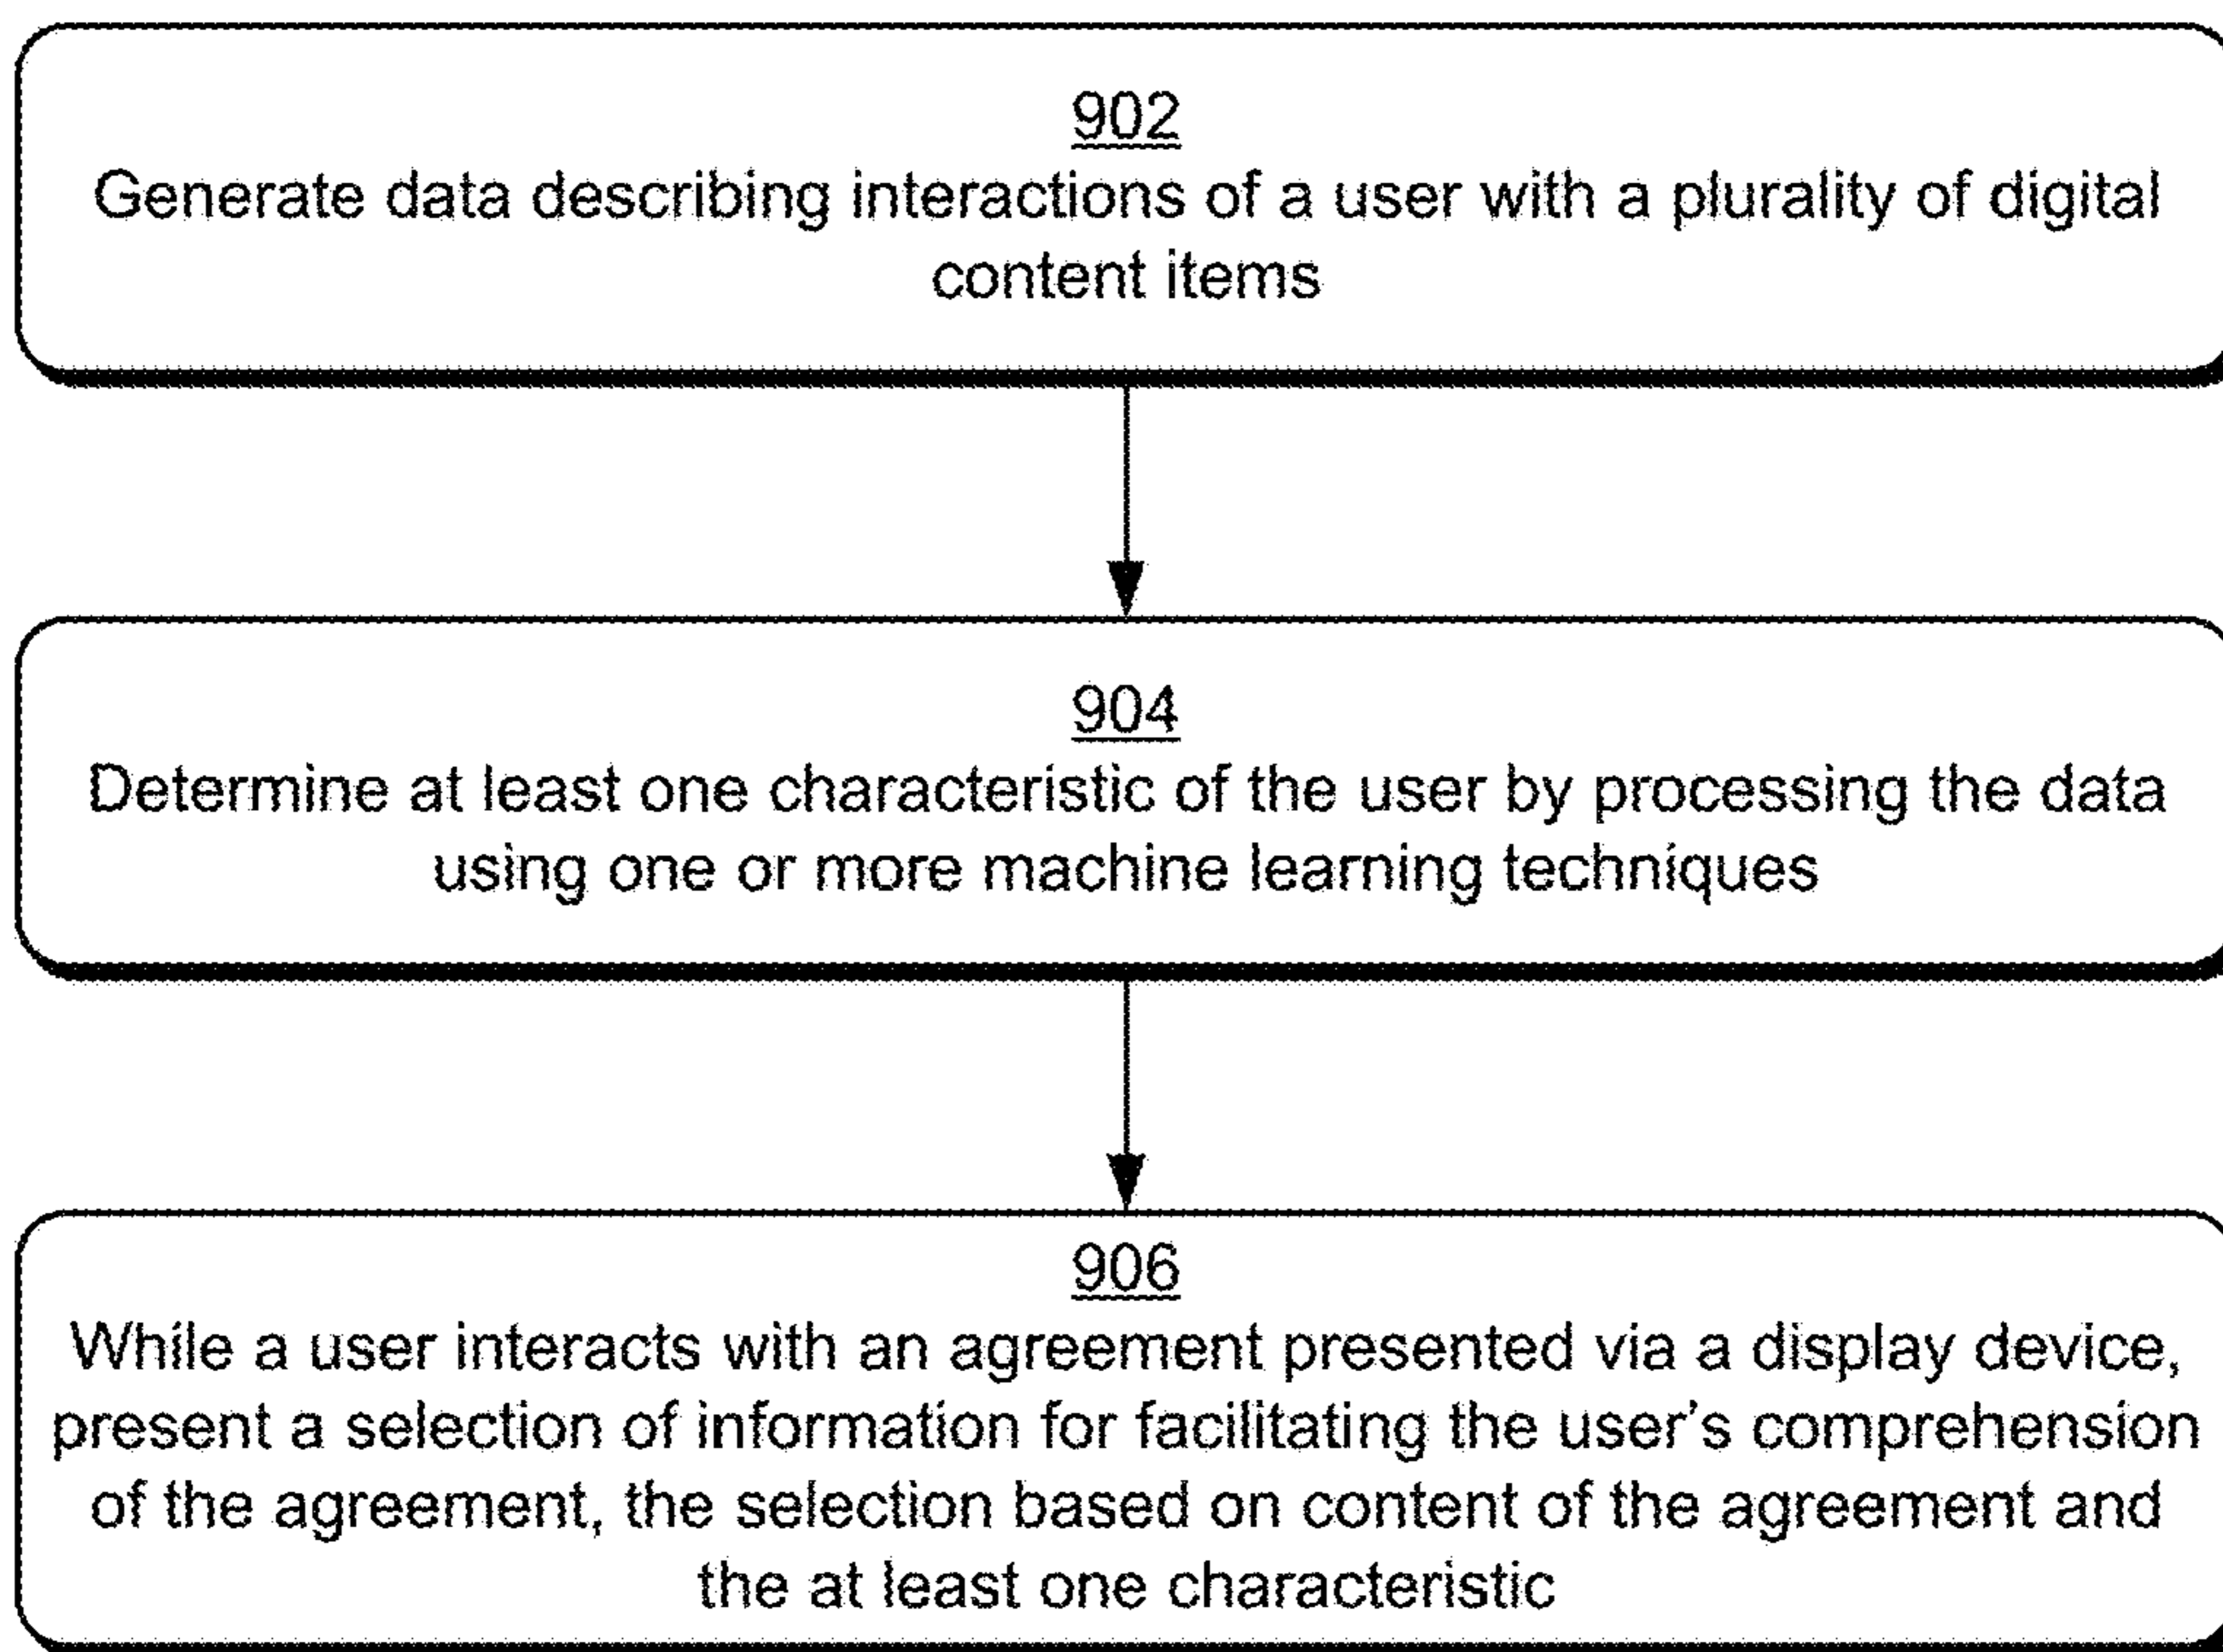 902
Generate data describing interactions of a user with a plurality of digital
content items
904
Determine at least one characteristic of the user by processing the data
using one or more machine learning techniques
906
While a user interacts with an agreement presented via a display device,
present a selection of information for facilitating the user's comprehension
of the agreement, the selection based on content of the agreement and
the at least one characteristic